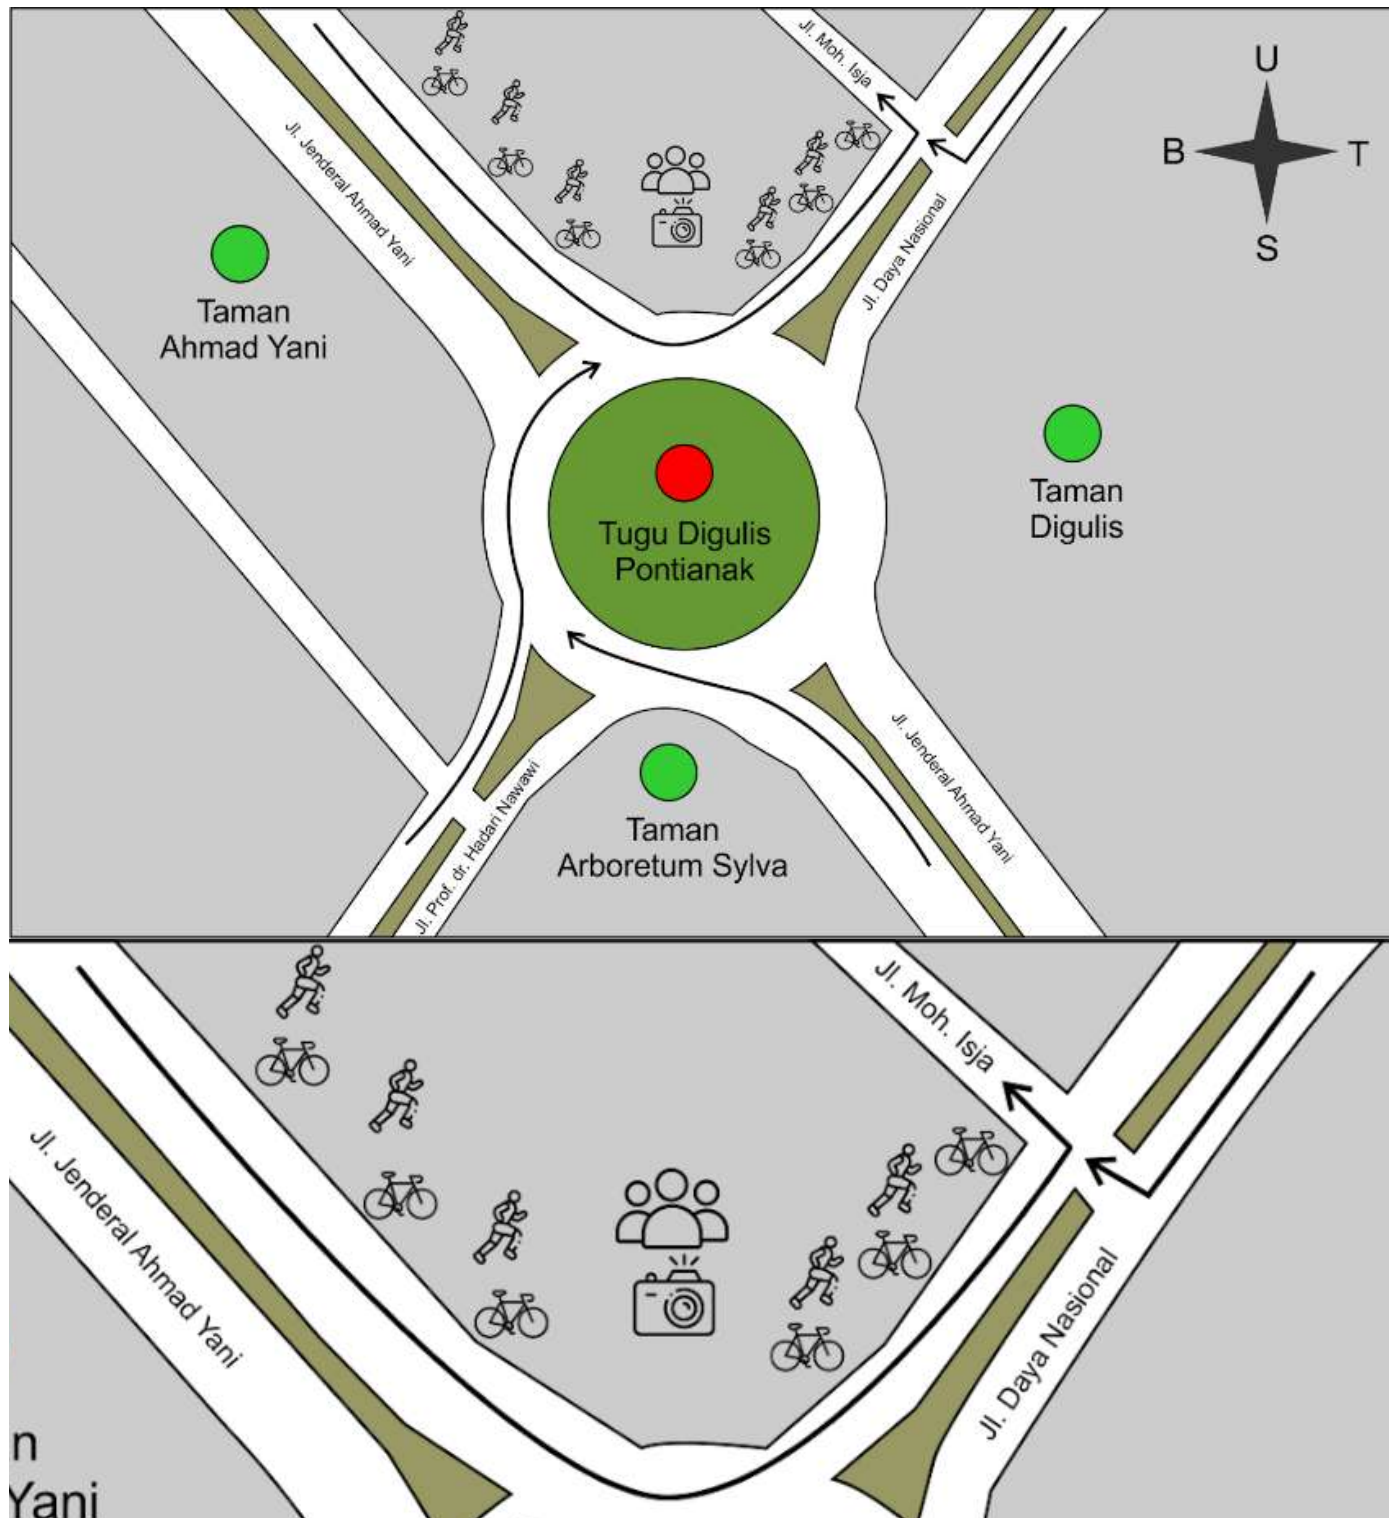 Jl. Moh. Isja
U
B
T
S
Jl. Jenderal Ahmad Yani
Jl. Daya Nasional
Taman
Ahmad Yani
Taman
Digulis
Tugu Digulis
Pontianak
Jl. Jenderal Ahmad Yani
Taman
Arboretum Sylva
Jl. Prof. dr. Hadari Nawawi
Jl. Moh. Isja
Jl. Jenderal Ahmad Yani
Jl. Daya Nasional
n
Yani